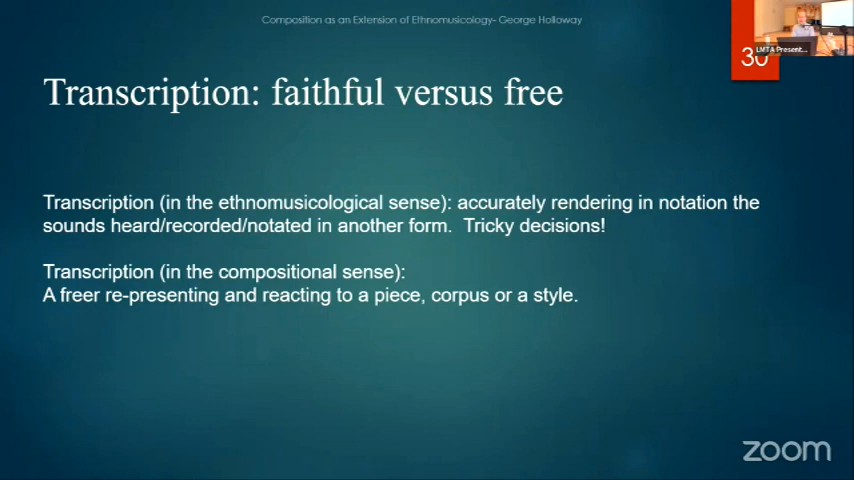 Composition as an Extension of Ethnomusicology- George Holloway
30
LMTA Present...
Transcription: faithful versus free
Transcription (in the ethnomusicological sense): accurately rendering in notation the
sounds heard/recorded/notated in another form.  Tricky decisions!
Transcription (in the compositional sense):
A freer re-presenting and reacting to a piece, corpus or a style.
zoom